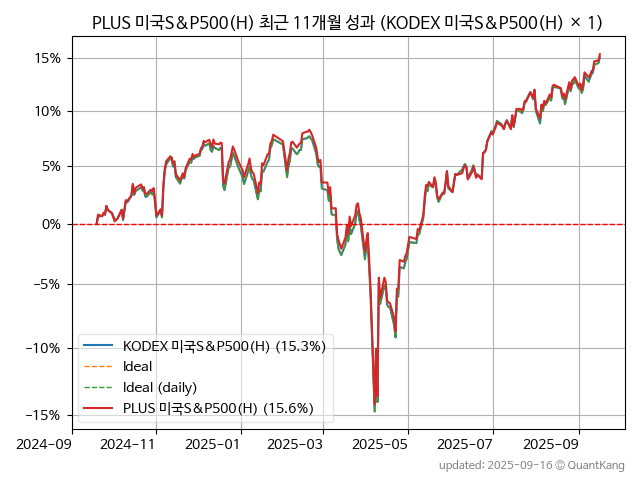 PLUS 미국S&P500(H) 최근 11개월 성과 (KODEX 미국S&P500(H) × 1)
15%
10%
5%
0%
−5%
−10%
−15%
KODEX 미국S&P500(H) (15.3%)
Ideal
Ideal (daily)
PLUS 미국S&P500(H) (15.6%)
2024-09
2024-11
2025-01
2025-03
2025-05
2025-07
2025-09
updated: 2025-09-16 © QuantKang